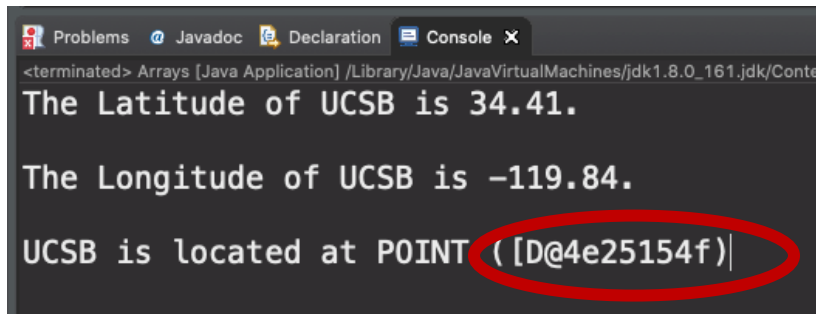 Problems @ Javadoc Declaration Console
<terminated> Arrays [Java Application] /Library/Java/JavaVirtualMachines/jdk1.8.0_161.jdk/Conte
The Latitude of UCSB is 34.41.
The Longitude of UCSB is -119.84.
UCSB is located at POINT ([D@4e25154f)